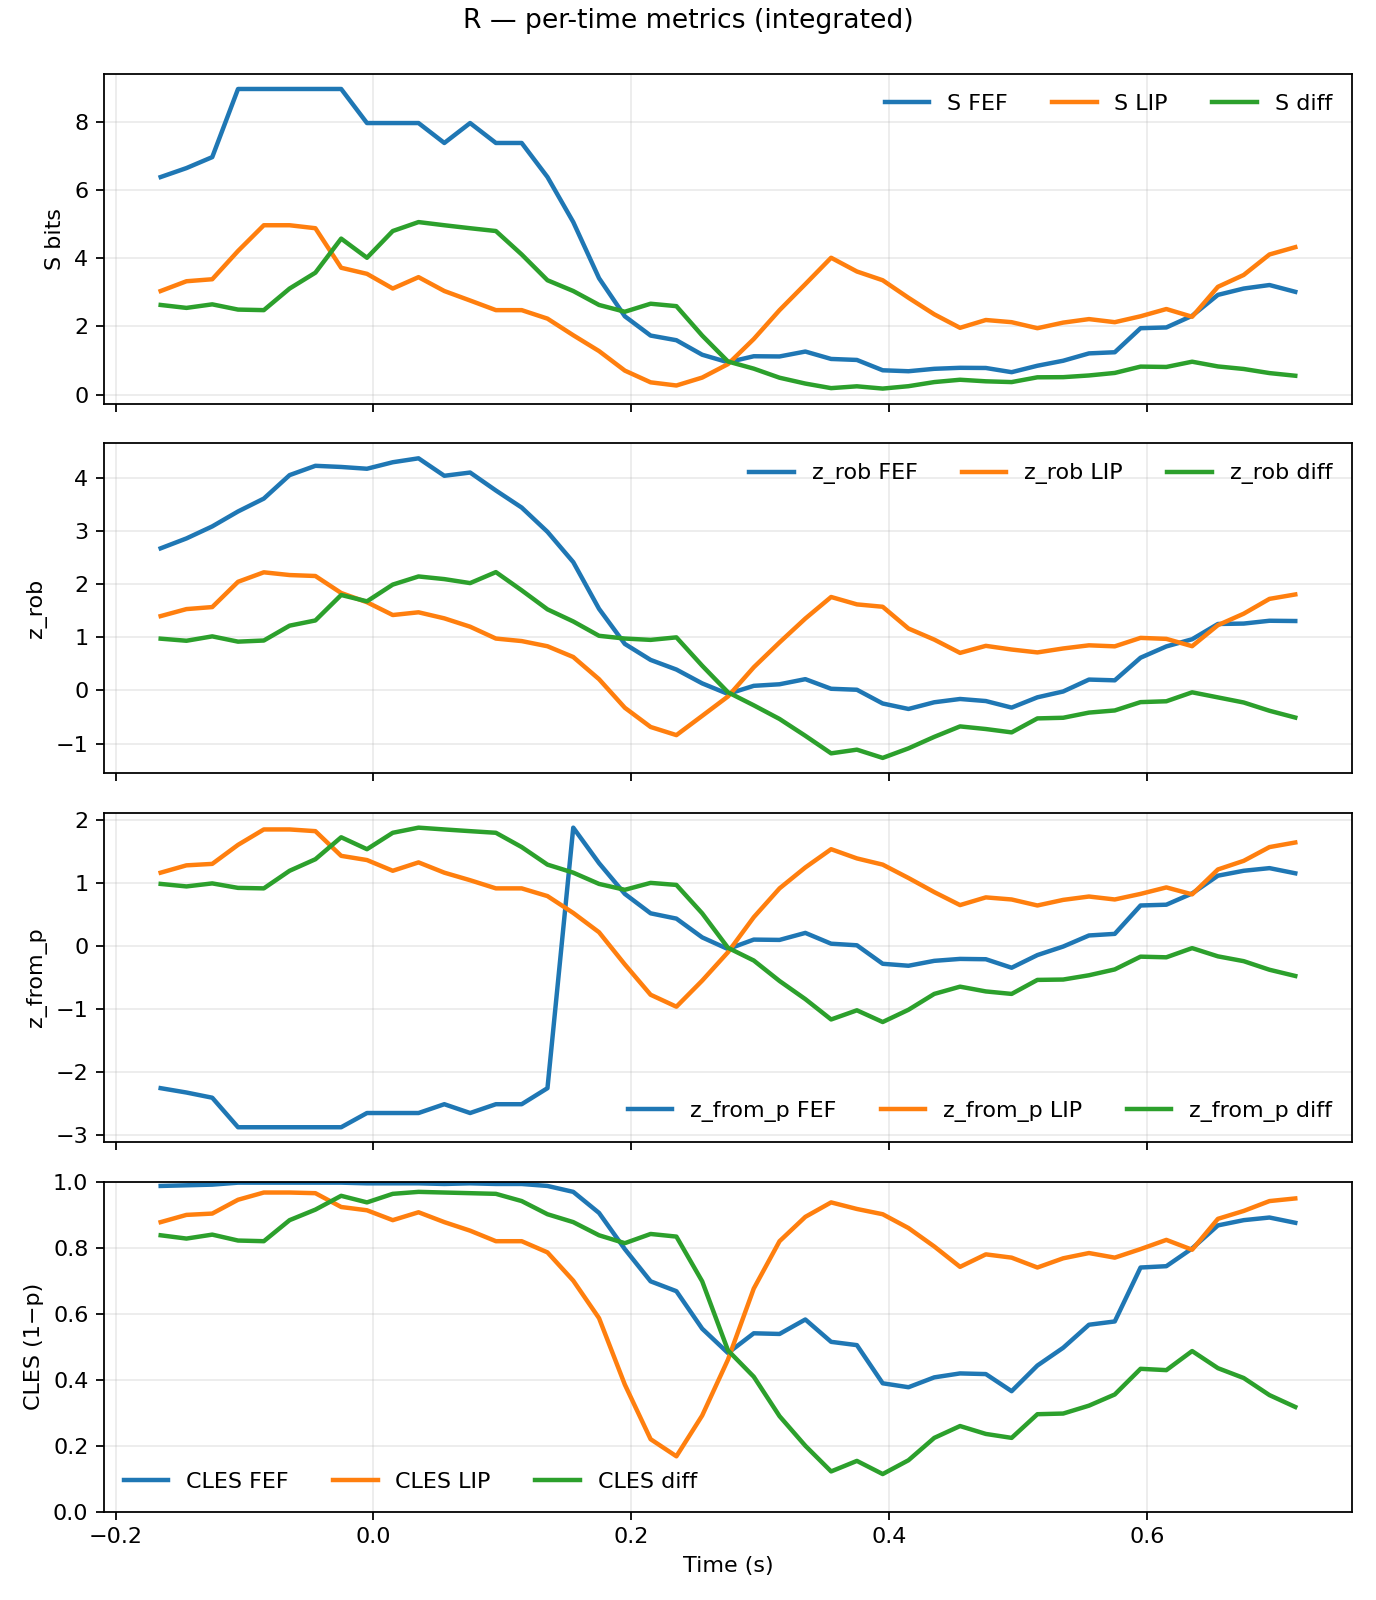 R — per-time metrics (integrated)
S FEF S LIP S diff
8
6
4
2
0
S bits
z_rob FEF z_rob LIP z_rob diff
4
3
2
1
0
−1
z_rob
2
1
0
−1
−2
−3
z_from_p
z_from_p FEF z_from_p LIP z_from_p diff
1.0
0.8
0.6
0.4
0.2
0.0
CLES (1−p)
CLES FEF CLES LIP CLES diff
−0.2 0.0 0.2 0.4 0.6
Time (s)